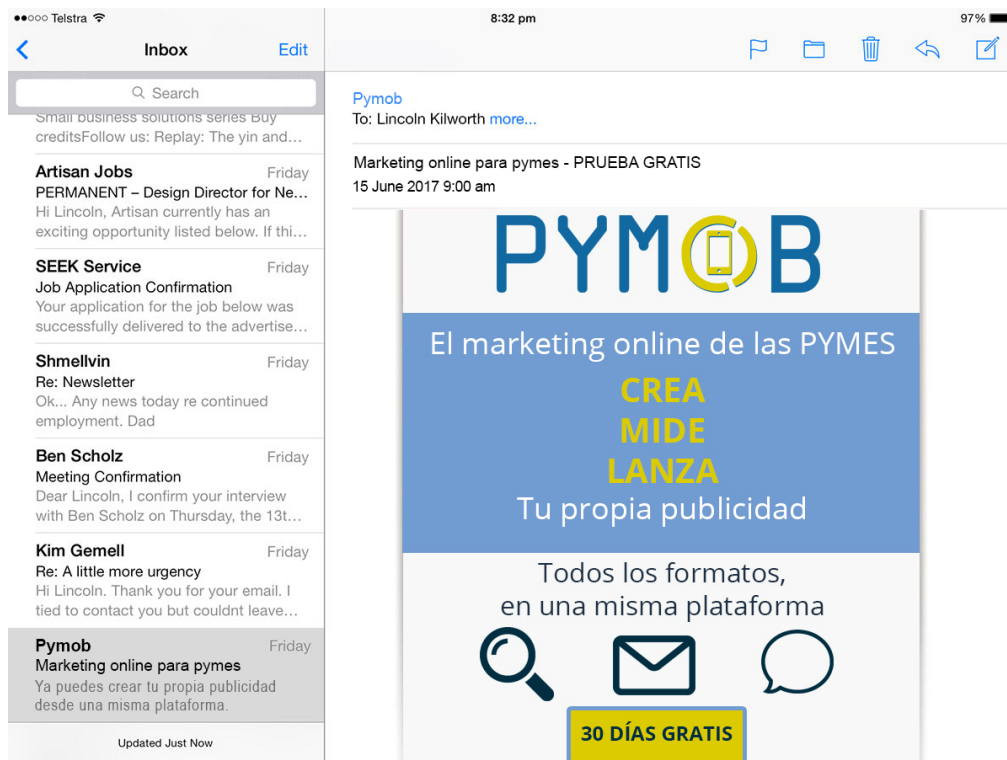 Telstra
8:32 pm
97%
Inbox
Edit
Search
Small business solutions series Buy
creditsFollow us: Replay: The yin and...
Artisan Jobs
Friday
PERMANENT – Design Director for Ne...
Hi Lincoln, Artisan currently has an
exciting opportunity listed below. If thi...
SEEK Service
Friday
Job Application Confirmation
Your application for the job below was
successfully delivered to the advertise...
Shmellvin
Friday
Re: Newsletter
Ok... Any news today re continued
employment. Dad
Ben Scholz
Friday
Meeting Confirmation
Dear Lincoln, I confirm your interview
with Ben Scholz on Thursday, the 13t...
Kim Gemell
Friday
Re: A little more urgency
Hi Lincoln. Thank you for your email. I
tied to contact you but couldnt leave...
Pymob
Friday
Marketing online para pymes
Ya puedes crear tu propia publicidad
desde una misma plataforma.
Updated Just Now
Pymob
To: Lincoln Kilworth more...
Marketing online para pymes - PRUEBA GRATIS
15 June 2017 9:00 am
PYMOB
El marketing online de las PYMES
CREA
MIDE
LANZA
Tu propia publicidad
Todos los formatos,
en una misma plataforma
30 DÍAS GRATIS